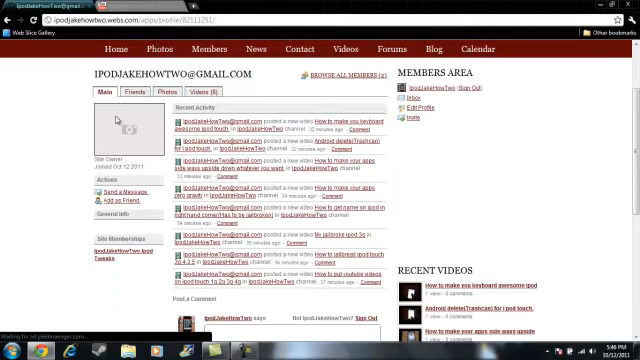 IpodJakeHowTwo@gmail.com
ipodjakehowtwo.webs.com/apps/profile/82111251/
Web Slice Gallery
Other bookmarks
Home Photos Members News Contact Videos Forums Blog Calendar
IPODJAKEHOWTWO@GMAIL.COM
BROWSE ALL MEMBERS (2)
Main Friends Photos Videos (8)
Site Owner
Joined Oct 12 2011
Actions
Send a Message
Add as Friend
General Info
Site Memberships
IpodJakeHowTwo Ipod
Tweaks
Recent Activity
IpodJakeHowTwo@gmail.com posted a new video How to make you keyboard
awesome ipod touch. in IpodJakeHowTwo channel 32 minutes ago - Comment
IpodJakeHowTwo@gmail.com posted a new video Android delete(Trashcan)
for i pod touch. in IpodJakeHowTwo channel 32 minutes ago - Comment
IpodJakeHowTwo@gmail.com posted a new video How to make your apps
side ways upside down whatever you want. in IpodJakeHowTwo channel
Comment
IpodJakeHowTwo@gmail.com posted a new video How to make your apps
zero gravity in IpodJakeHowTwo channel minutes ago - Comment
IpodJakeHowTwo@gmail.com posted a new video How to get name on ipod in
right hand corner(Has to be jailbroken) in IpodJakeHowTwo channel
34 minutes ago - Comment
IpodJakeHowTwo@gmail.com posted a new video My jailbroken ipod 3g in
IpodJakeHowTwo channel 35 minutes ago - Comment
IpodJakeHowTwo@gmail.com posted a new video How to jailbreak ipod touch
3g 4.3.5 in IpodJakeHowTwo channel minutes ago - Comment
IpodJakeHowTwo@gmail.com posted a new video How to put youtube videos
on ipod touch 1g 2g 3g 4g in IpodJakeHowTwo channel Comment
Post a Comment
IpodJakeHowTwo says Not IpodJakeHowTwo? Sign Out
MEMBERS AREA
IpodJakeHowTwo (Sign Out)
Inbox
Edit Profile
Invite
RECENT VIDEOS
How to make you keyboard awesome ipod
1 view - 0 comments
Android delete(Trashcan) for i pod touch.
1 view - 0 comments
How to make your apps side ways upside
Waiting for ad.yieldmanager.com...
5:46 PM
10/12/2011